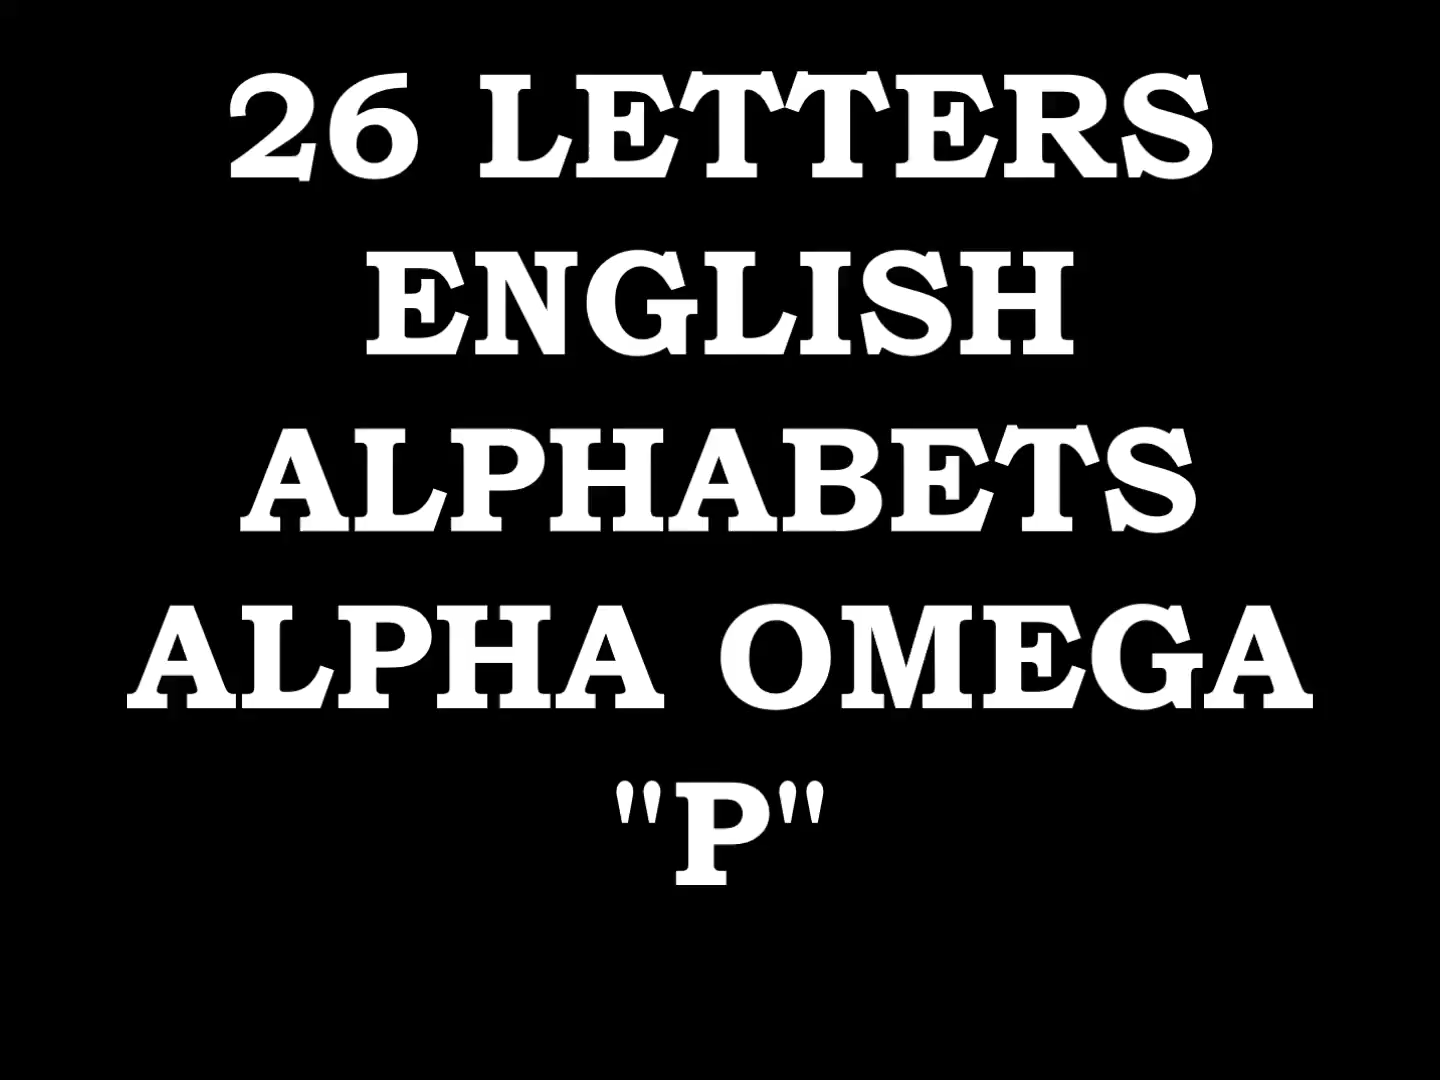 26 LETTERS
ENGLISH
ALPHABETS
ALPHA OMEGA
"P"